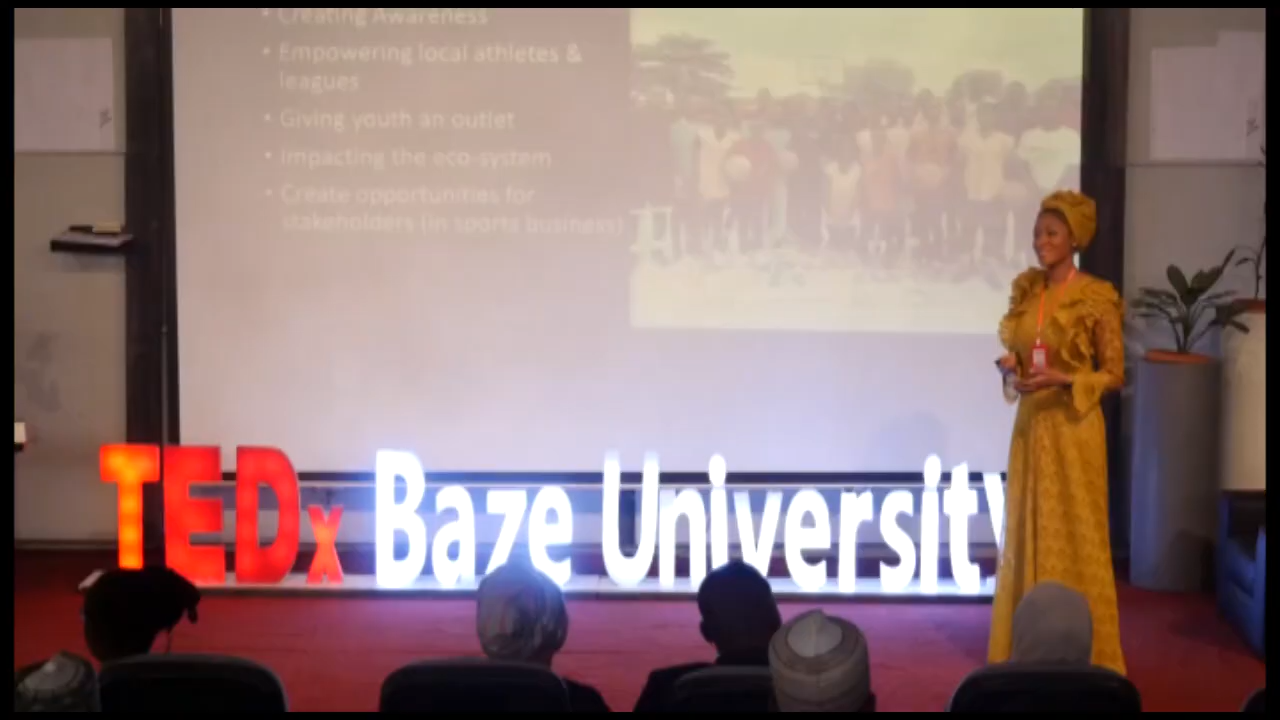 • Creating Awareness
• Empowering local athletes &
leagues
• Giving youth an outlet
• Impacting the eco-system
• Create opportunities for
stakeholders (in sports business)
TEDx Baze University